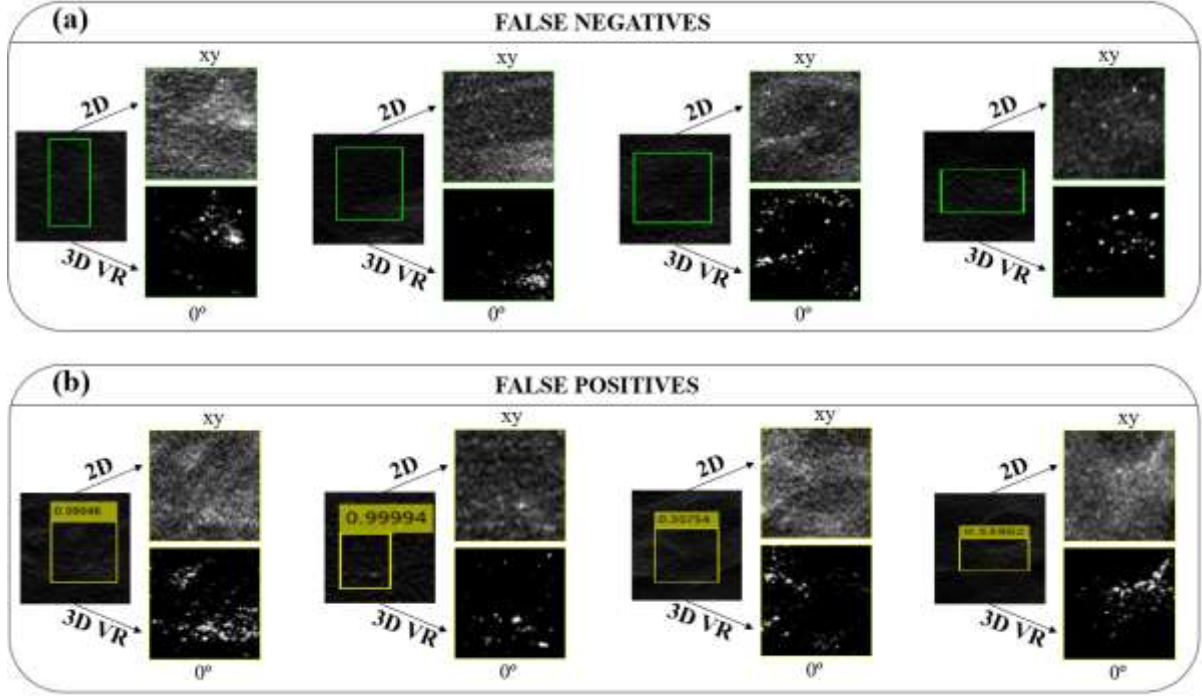 (a)
FALSE NEGATIVES
xy xy xy xy
2D 2D 2D 2D
3D VR 3D VR 3D VR 3D VR
0º 0º 0º 0º
(b)
FALSE POSITIVES
xy xy xy xy
2D 2D 2D 2D
0.99994
3D VR 3D VR 3D VR 3D VR
0º 0º 0º 0º